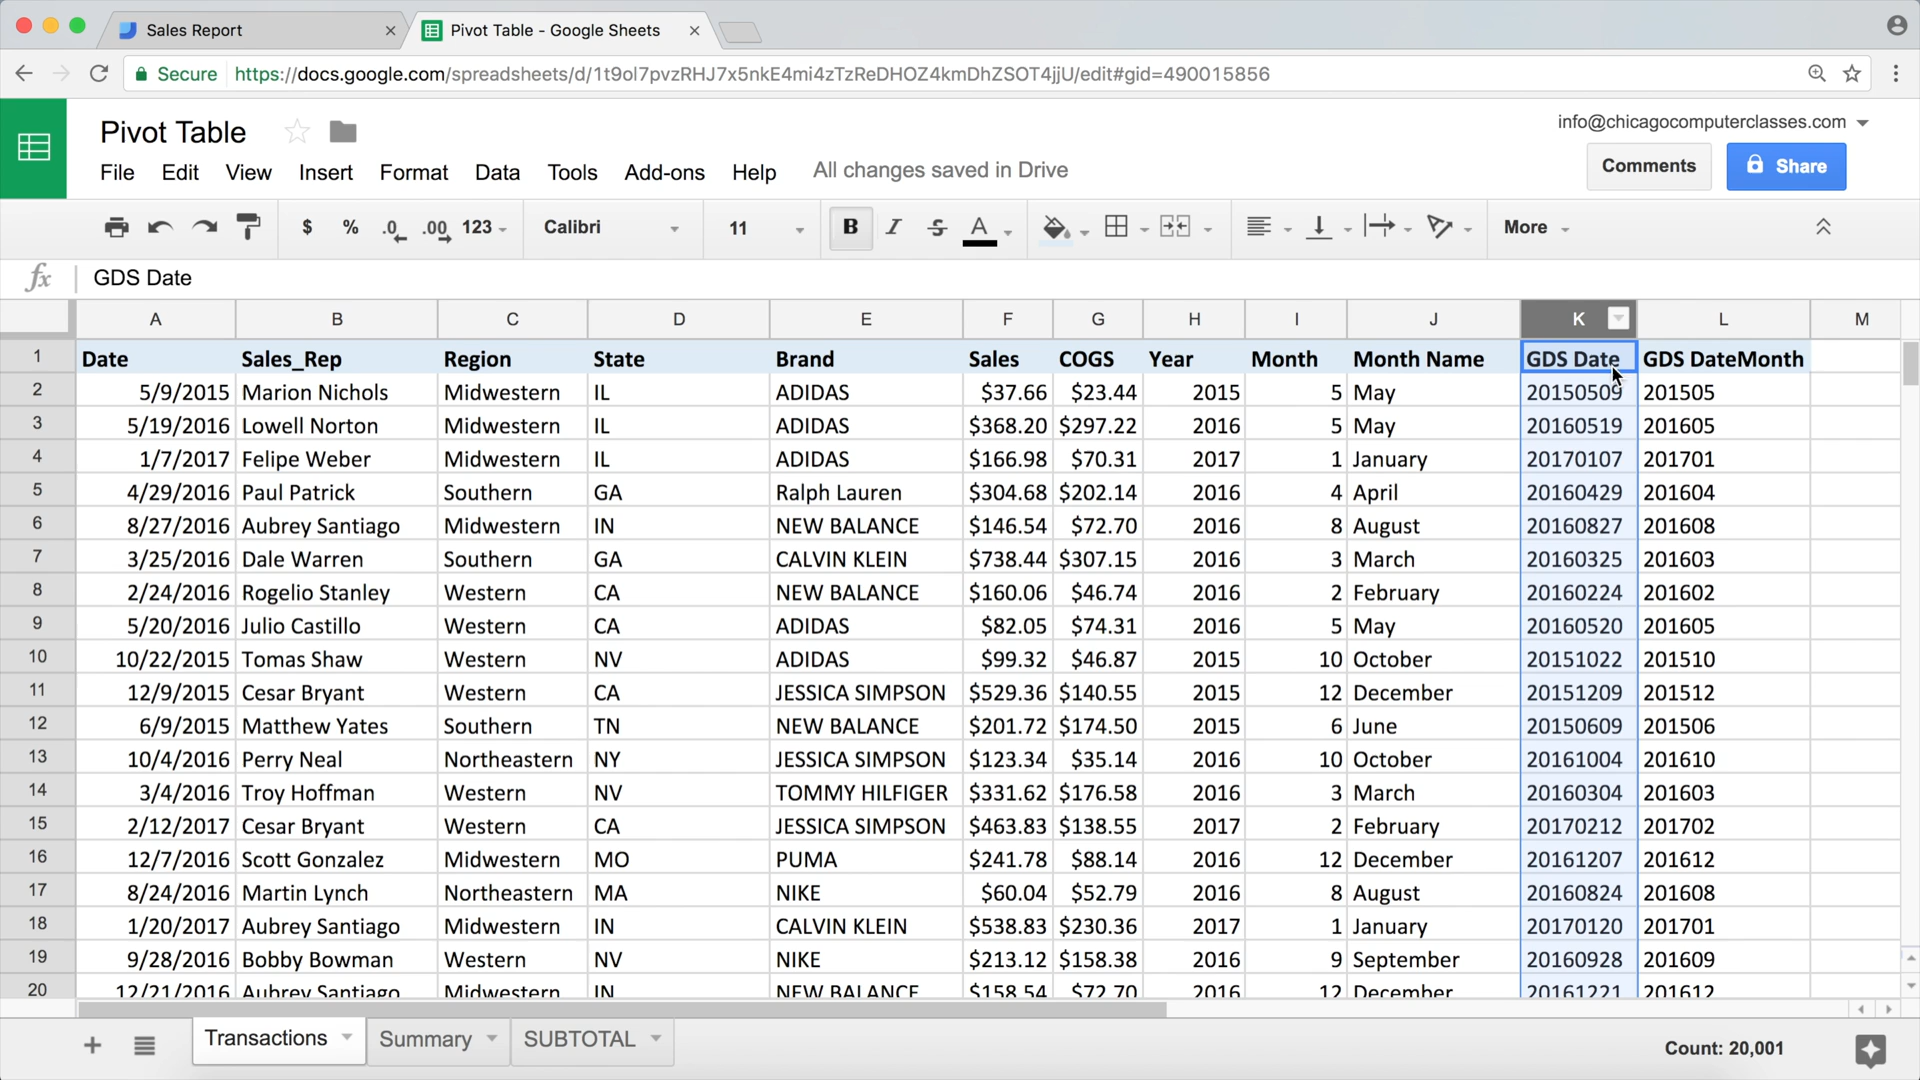 Sales Report
Pivot Table - Google Sheets
Secure https://docs.google.com/spreadsheets/d/1t9ol7pvzRHJ7x5nkE4mi4zTzReDHOZ4kmDhZSOT4jjU/edit#gid=490015856
Pivot Table
info@chicagocomputerclasses.com
File Edit View Insert Format Data Tools Add-ons Help All changes saved in Drive
Comments Share
$ % .0 .00 123 Calibri 11 B I S A More
fx GDS Date
A B C D E F G H I J K L M
1 Date Sales_Rep Region State Brand Sales COGS Year Month Month Name GDS Date GDS DateMonth
2 5/9/2015 Marion Nichols Midwestern IL ADIDAS $37.66 $23.44 2015 5 May 20150509 201505
3 5/19/2016 Lowell Norton Midwestern IL ADIDAS $368.20 $297.22 2016 5 May 20160519 201605
4 1/7/2017 Felipe Weber Midwestern IL ADIDAS $166.98 $70.31 2017 1 January 20170107 201701
5 4/29/2016 Paul Patrick Southern GA Ralph Lauren $304.68 $202.14 2016 4 April 20160429 201604
6 8/27/2016 Aubrey Santiago Midwestern IN NEW BALANCE $146.54 $72.70 2016 8 August 20160827 201608
7 3/25/2016 Dale Warren Southern GA CALVIN KLEIN $738.44 $307.15 2016 3 March 20160325 201603
8 2/24/2016 Rogelio Stanley Western CA NEW BALANCE $160.06 $46.74 2016 2 February 20160224 201602
9 5/20/2016 Julio Castillo Western CA ADIDAS $82.05 $74.31 2016 5 May 20160520 201605
10 10/22/2015 Tomas Shaw Western NV ADIDAS $99.32 $46.87 2015 10 October 20151022 201510
11 12/9/2015 Cesar Bryant Western CA JESSICA SIMPSON $529.36 $140.55 2015 12 December 20151209 201512
12 6/9/2015 Matthew Yates Southern TN NEW BALANCE $201.72 $174.50 2015 6 June 20150609 201506
13 10/4/2016 Perry Neal Northeastern NY JESSICA SIMPSON $123.34 $35.14 2016 10 October 20161004 201610
14 3/4/2016 Troy Hoffman Western NV TOMMY HILFIGER $331.62 $176.58 2016 3 March 20160304 201603
15 2/12/2017 Cesar Bryant Western CA JESSICA SIMPSON $463.83 $138.55 2017 2 February 20170212 201702
16 12/7/2016 Scott Gonzalez Midwestern MO PUMA $241.78 $88.14 2016 12 December 20161207 201612
17 8/24/2016 Martin Lynch Northeastern MA NIKE $60.04 $52.79 2016 8 August 20160824 201608
18 1/20/2017 Aubrey Santiago Midwestern IN CALVIN KLEIN $538.83 $230.36 2017 1 January 20170120 201701
19 9/28/2016 Bobby Bowman Western NV NIKE $213.12 $158.38 2016 9 September 20160928 201609
20 12/21/2016 Aubrey Santiago Midwestern IN NEW BALANCE $158.54 $72.70 2016 12 December 20161221 201612
Transactions Summary SUBTOTAL Count: 20,001